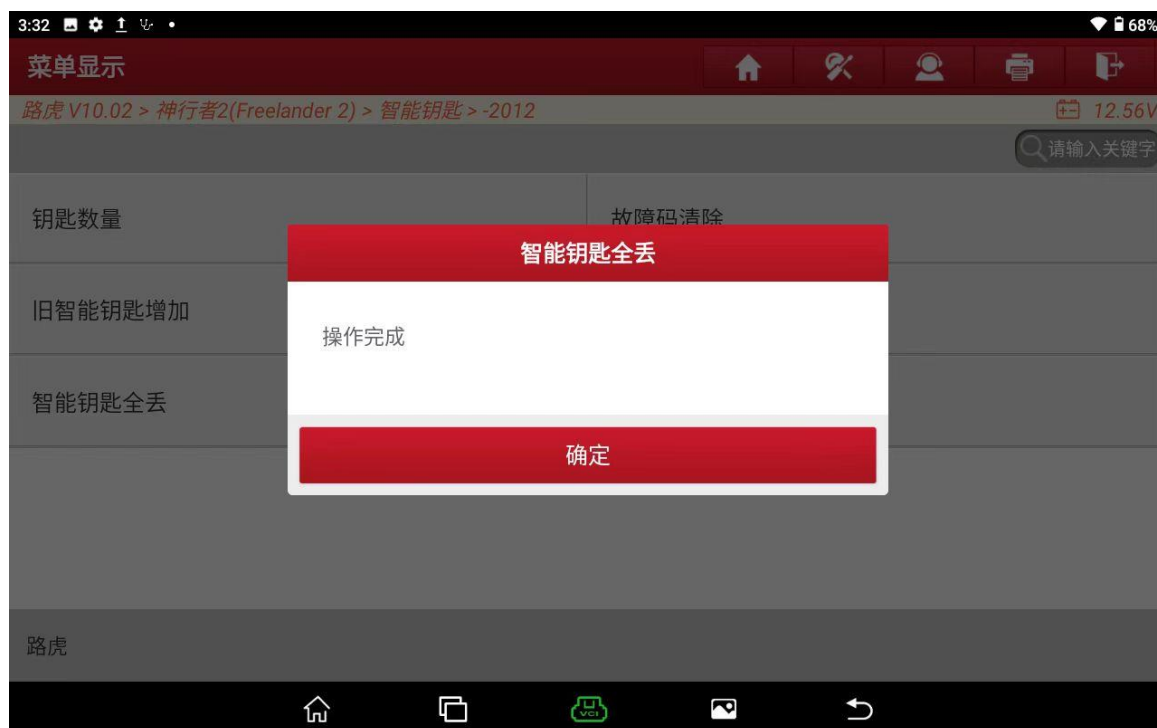 3:32
68%
菜单显示
路虎 V10.02 > 神行者2(Freelander 2) > 智能钥匙 > -2012
12.56V
请输入关键字
钥匙数量
故障码清除
智能钥匙全丢
旧智能钥匙增加
操作完成
智能钥匙全丢
确定
路虎
VCI